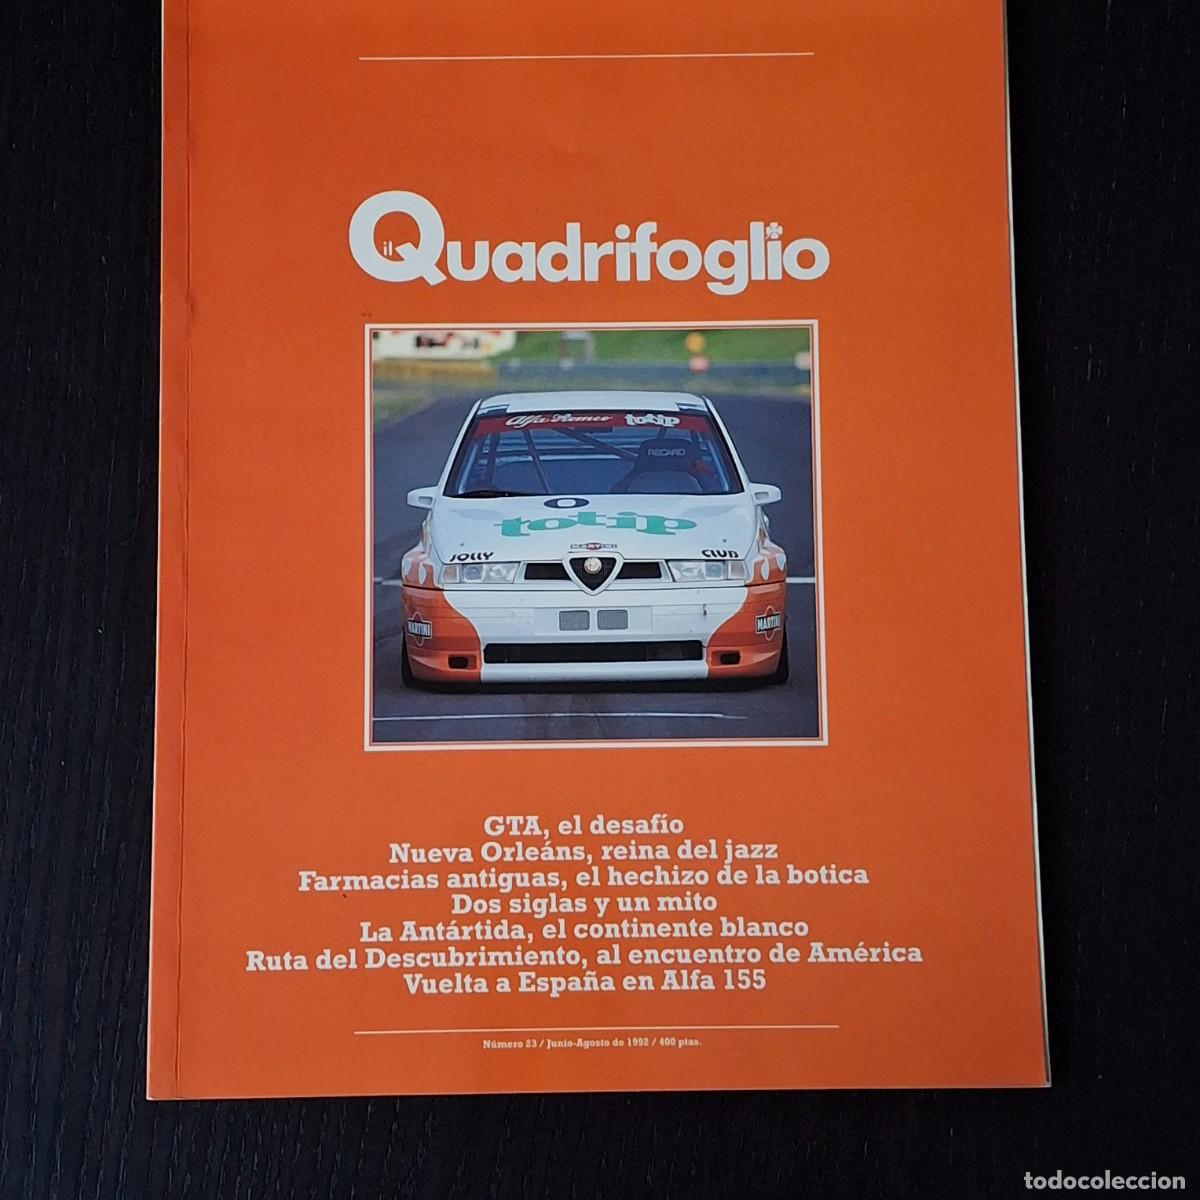 il Quadrifoglio
Alfa Romeo totip
RECARO
0
totip
MARTINI
JOLLY CLUB
MARTINI MARTINI
GTA, el desafío
Nueva Orleáns, reina del jazz
Farmacias antiguas, el hechizo de la botica
Dos siglas y un mito
La Antártida, el continente blanco
Ruta del Descubrimiento, al encuentro de América
Vuelta a España en Alfa 155
Número 23 / Junio-Agosto de 1992 / 400 ptas.
todocoleccion